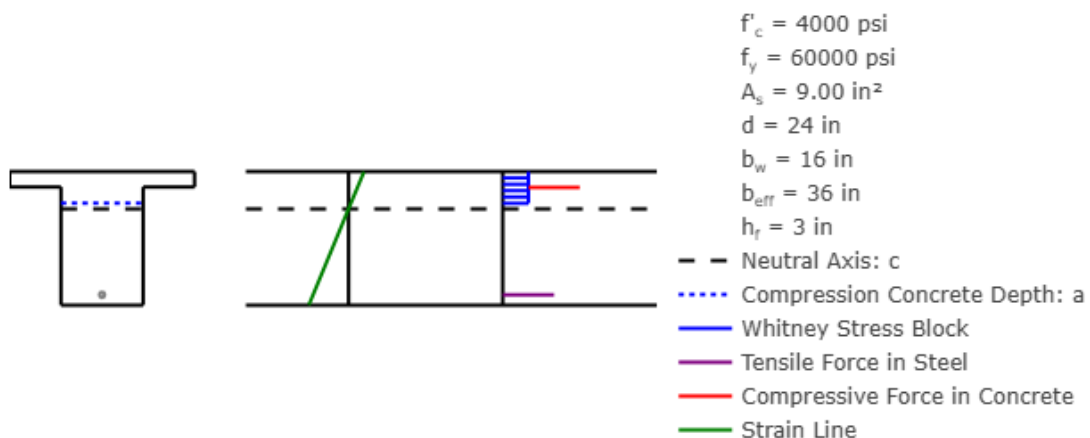 f'c = 4000 psi
fy = 60000 psi
As = 9.00 in²
d = 24 in
bw = 16 in
beff = 36 in
hf = 3 in
Neutral Axis: c
Compression Concrete Depth: a
Whitney Stress Block
Tensile Force in Steel
Compressive Force in Concrete
Strain Line